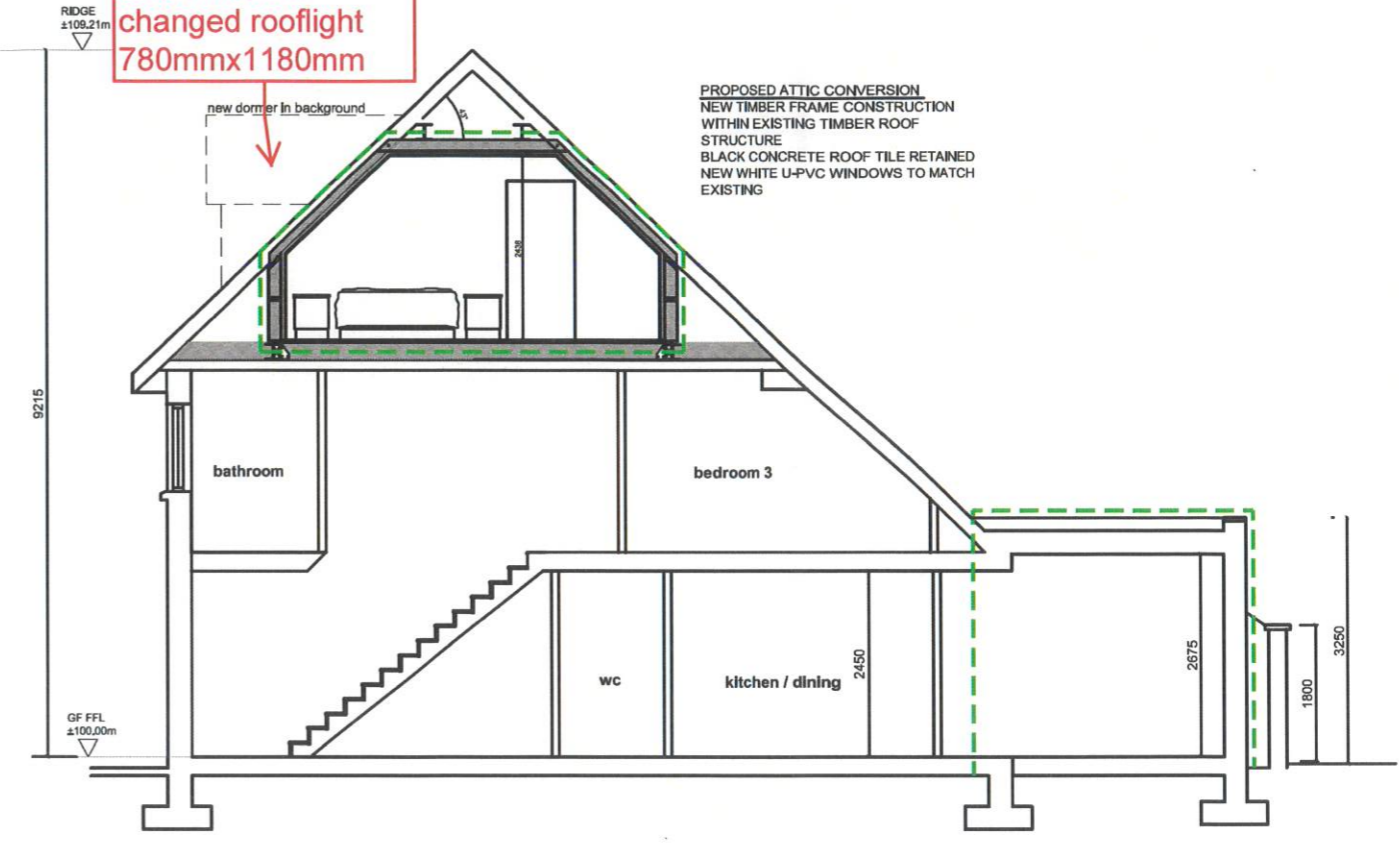 RIDGE
±109.21m
changed rooflight
780mmx1180mm
new dormer in background
43°
PROPOSED ATTIC CONVERSION
NEW TIMBER FRAME CONSTRUCTION
WITHIN EXISTING TIMBER ROOF
STRUCTURE
BLACK CONCRETE ROOF TILE RETAINED
NEW WHITE U-PVC WINDOWS TO MATCH
EXISTING
2438
9215
bathroom
bedroom 3
wc
kitchen / dining
2450
2675
1800
3250
GF FFL
±100.00m